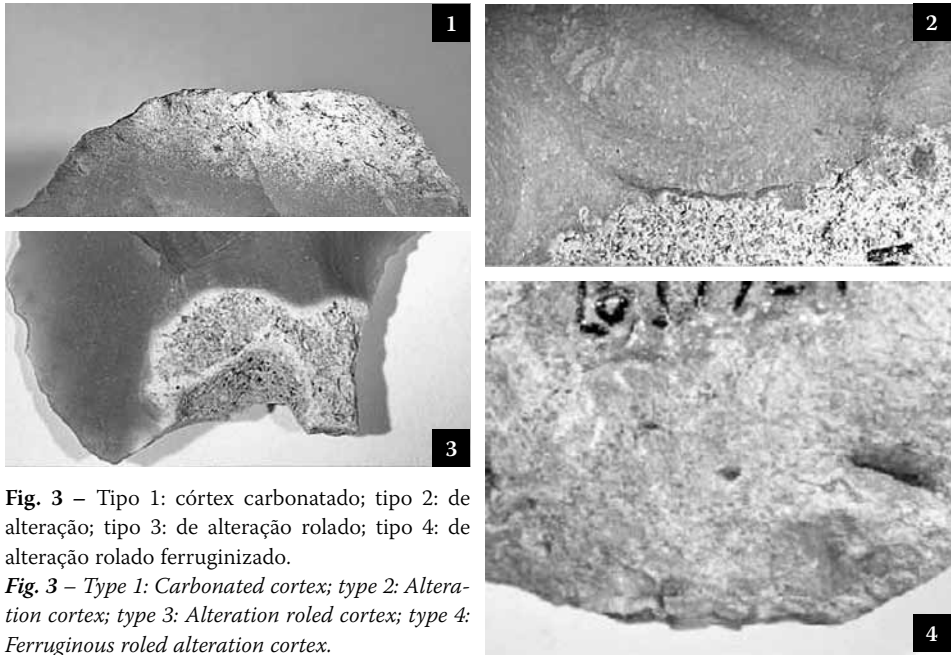 1
2
3
Fig. 3 – Tipo 1: córtex carbonatado; tipo 2: de
alteração; tipo 3: de alteração rolado; tipo 4: de
alteração rolado ferruginizado.
Fig. 3 – Type 1: Carbonated cortex; type 2: Altera-
tion cortex; type 3: Alteration roled cortex; type 4:
Ferruginous roled alteration cortex.
4